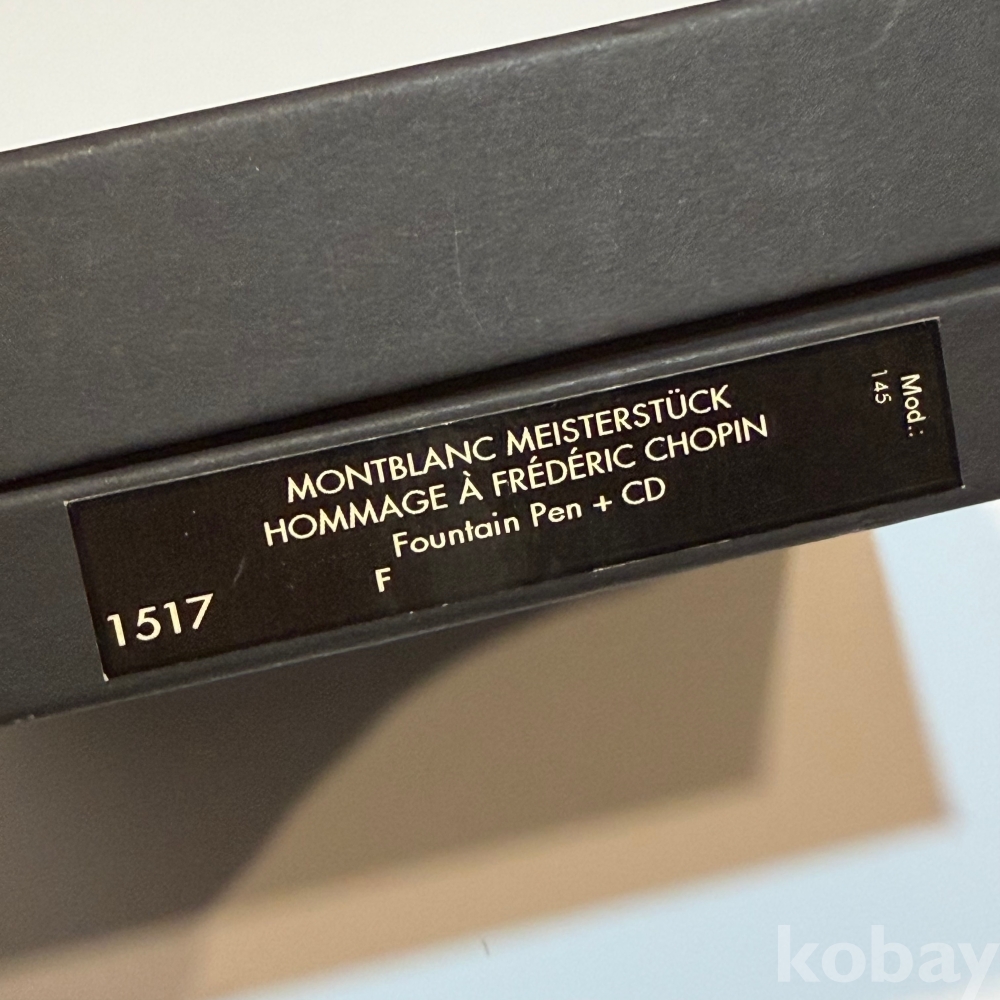 MONTBLANC MEISTERSTÜCK
HOMMAGE À FRÉDÉRIC CHOPIN
Fountain Pen + CD
F
1517
Mod.:
145
kobay